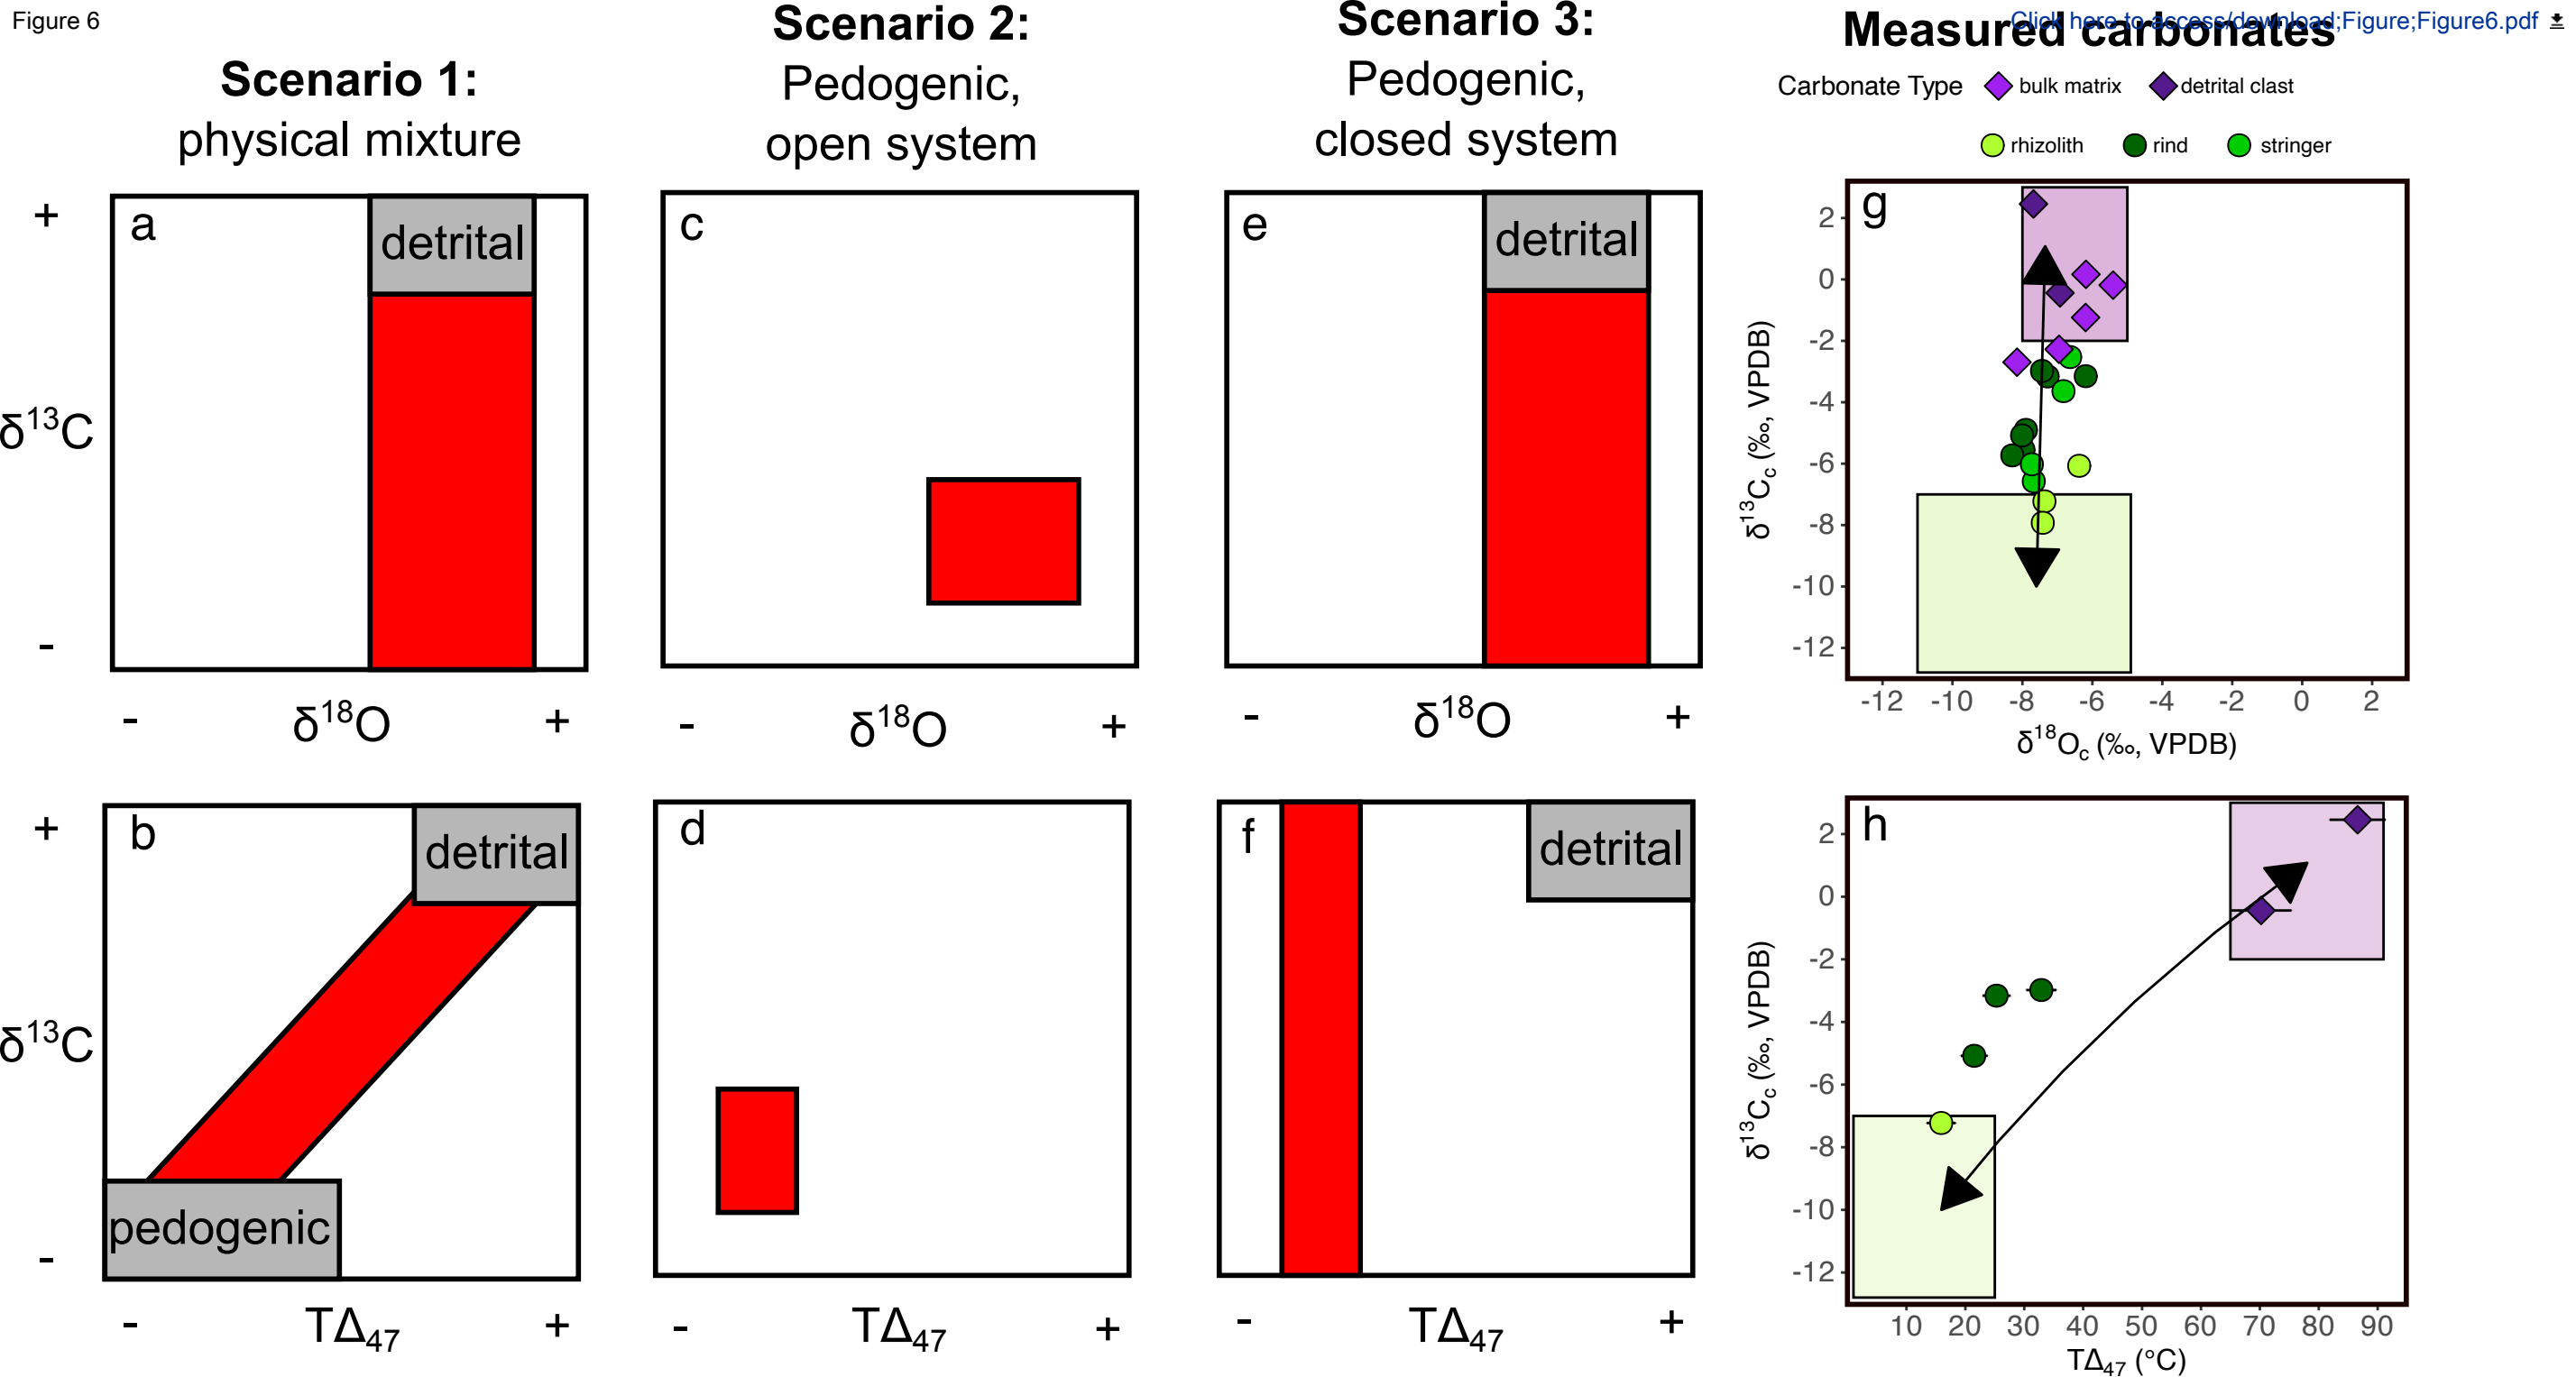 Figure 6
Click here to access/download;Figure;Figure6.pdf
Scenario 1:
physical mixture
Scenario 2:
Pedogenic,
open system
Scenario 3:
Pedogenic,
closed system
Measured carbonates
Carbonate Type bulk matrix detrital clast
rhizolith rind stringer
+
δ13C
-
a
detrital
- δ18O +
c
- δ18O +
e
detrital
- δ18O +
g
2
0
-2
-4
-6
-8
-10
-12
δ13Cc (‰, VPDB)
-12 -10 -8 -6 -4 -2 0 2
δ18Oc (‰, VPDB)
+
δ13C
-
b
detrital
pedogenic
- TΔ47 +
d
- TΔ47 +
f
detrital
- TΔ47 +
h
2
0
-2
-4
-6
-8
-10
-12
δ13Cc (‰, VPDB)
10 20 30 40 50 60 70 80 90
TΔ47 (°C)